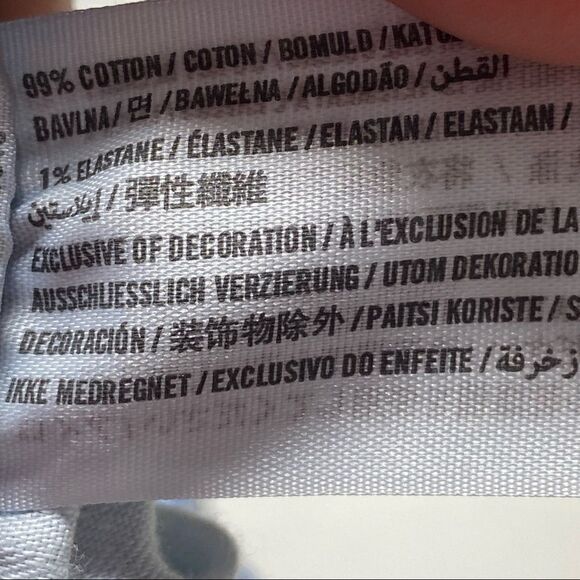 99% COTTON / COTON / BOMULD /
BAVLNA / 면 / BAWEŁNA / ALGODÃO / القطن
1% ELASTANE / ÉLASTANE / ELASTAN / ELASTAAN /
إيلاستين / 彈性纖維
EXCLUSIVE OF DECORATION / À L'EXCLUSION DE LA
AUSSCHLIESSLICH VERZIERUNG / UTOM DEKORATIO
DECORACIÓN / 装飾物除外 / PAITSI KORISTE / S
IKKE MEDREGNET / EXCLUSIVO DO ENFEITE / زخرفة